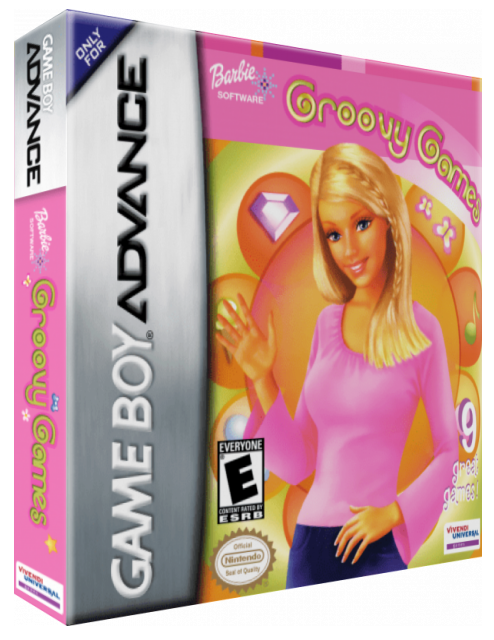 GAME BOY
ADVANCE
Barbie
SOFTWARE
Groovy Games
VIVENDI
UNIVERSAL
ONLY
FOR
GAME BOY ADVANCE
Barbie
SOFTWARE
Groovy Games
9
great
games!
EVERYONE
E
CONTENT RATED BY
ESRB
Official
Nintendo
Seal of Quality
VIVENDI
UNIVERSAL